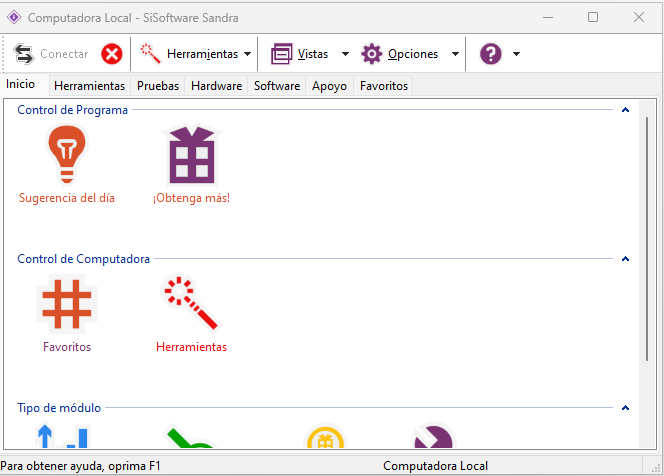 Computadora Local - SiSoftware Sandra
Conectar Herramientas Vistas Opciones
Inicio Herramientas Pruebas Hardware Software Apoyo Favoritos
Control de Programa
Sugerencia del día ¡Obtenga más!
Control de Computadora
Favoritos Herramientas
Tipo de módulo
Para obtener ayuda, oprima F1 Computadora Local